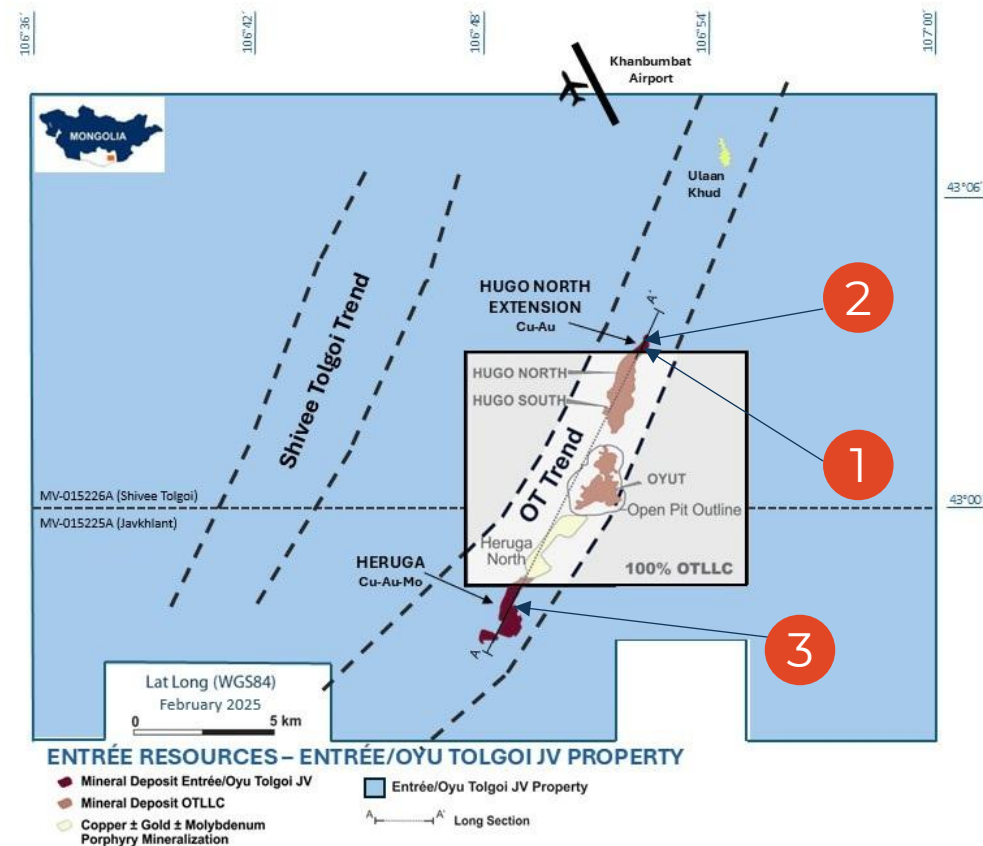 106°36'
106°42'
106°48'
106°54'
107°00'
Khanbumbat
Airport
MONGOLIA
Ulaan
Khud
43°06'
HUGO NORTH
EXTENSION
Cu-Au
A'
2
Shivee Tolgoi Trend
HUGO NORTH
HUGO SOUTH
1
OT Trend
OYUT
Open Pit Outline
MV-015226A (Shivee Tolgoi)
43°00'
MV-015225A (Javkhlant)
Heruga
North
HERUGA
Cu-Au-Mo
100% OTLLC
3
A
Lat Long (WGS84)
February 2025
0 5 km
ENTRÉE RESOURCES – ENTRÉE/OYU TOLGOI JV PROPERTY
Mineral Deposit Entrée/Oyu Tolgoi JV
Mineral Deposit OTLLC
Copper ± Gold ± Molybdenum
Porphyry Mineralization
Entrée/Oyu Tolgoi JV Property
A A' Long Section